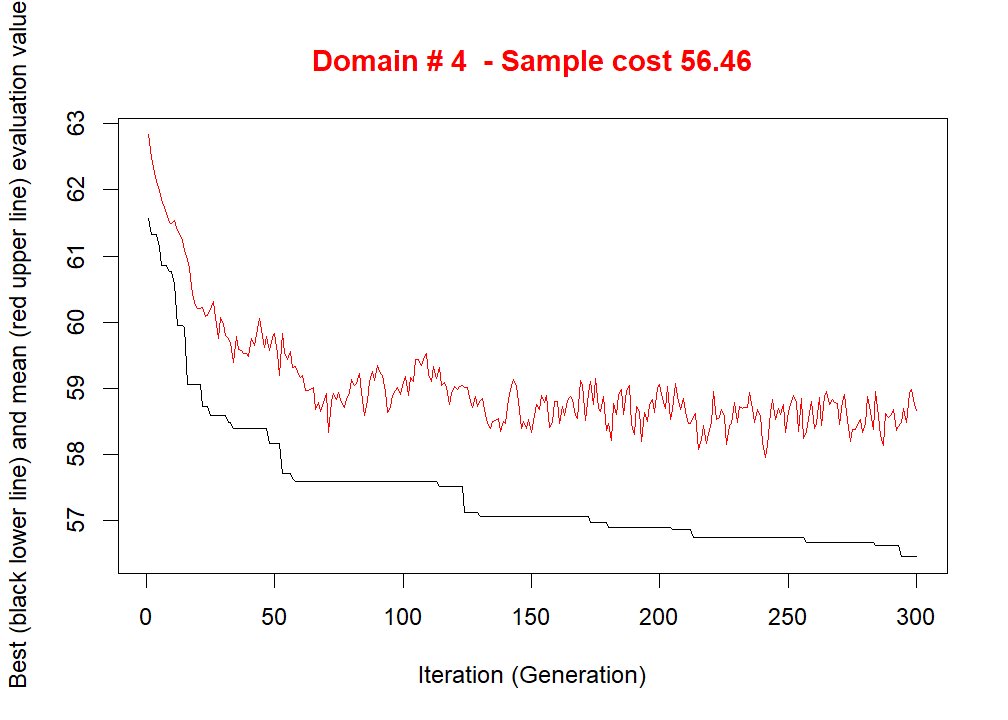 Domain # 4  - Sample cost 56.46
Best (black lower line) and mean (red upper line) evaluation value
63
62
61
60
59
58
57
0 50 100 150 200 250 300
Iteration (Generation)